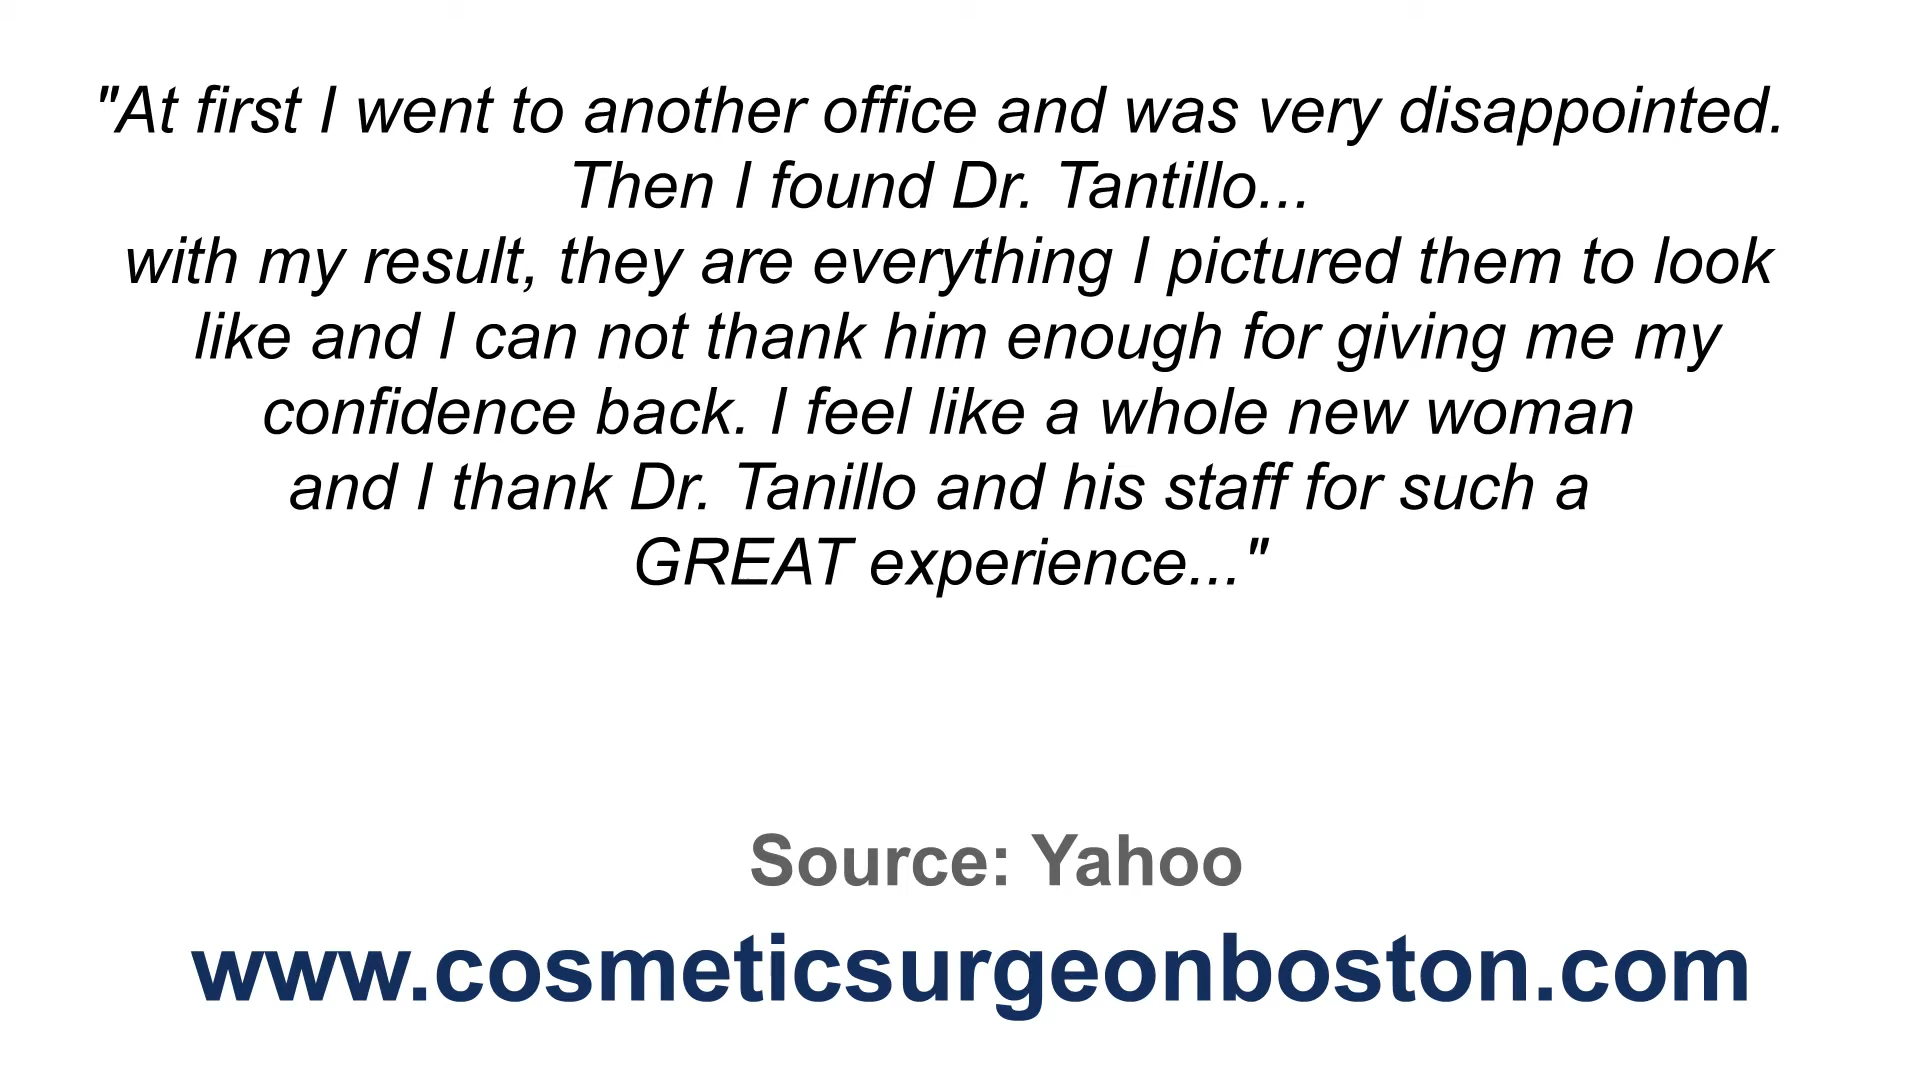 "At first I went to another office and was very disappointed.
Then I found Dr. Tantillo...
with my result, they are everything I pictured them to look
like and I can not thank him enough for giving me my
confidence back. I feel like a whole new woman
and I thank Dr. Tanillo and his staff for such a
GREAT experience..."
Source: Yahoo
www.cosmeticsurgeonboston.com